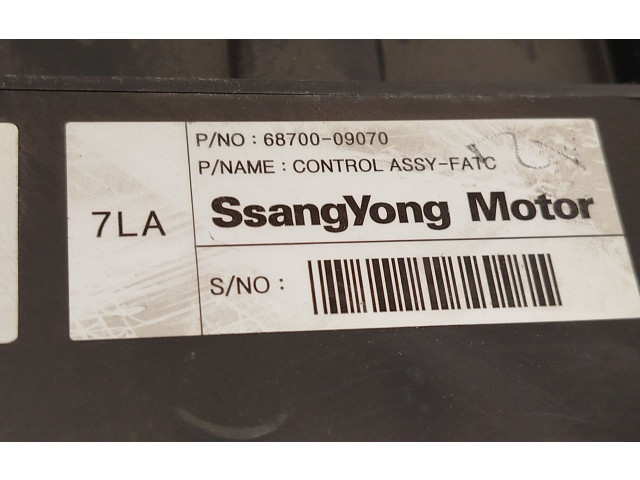 P/NO : 68700-09070
P/NAME : CONTROL ASSY-FATC
7LA
SsangYong Motor
S/NO :